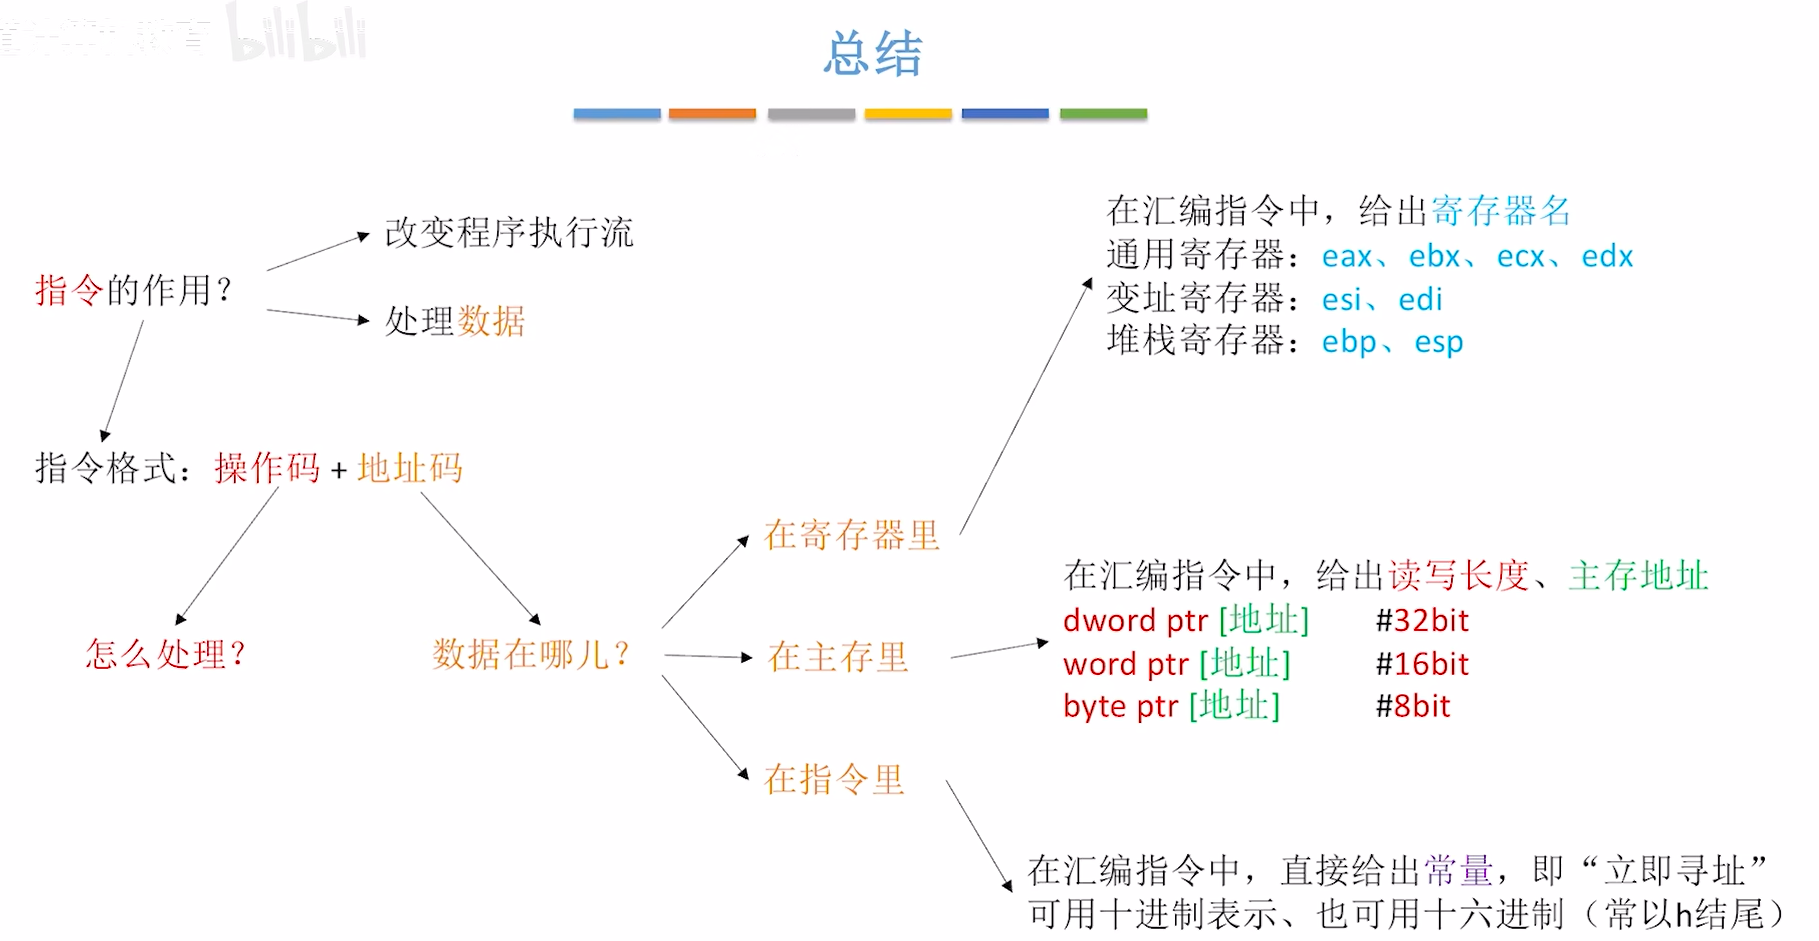 bilibili
总结
改变程序执行流
指令的作用？
处理数据
指令格式：操作码 + 地址码
怎么处理？
数据在哪儿？
在寄存器里
在主存里
在指令里
在汇编指令中，给出寄存器名
通用寄存器：eax、ebx、ecx、edx
变址寄存器：esi、edi
堆栈寄存器：ebp、esp
在汇编指令中，给出读写长度、主存地址
dword ptr [地址] #32bit
word ptr [地址] #16bit
byte ptr [地址] #8bit
在汇编指令中，直接给出常量，即“立即寻址”
可用十进制表示、也可用十六进制（常以h结尾）